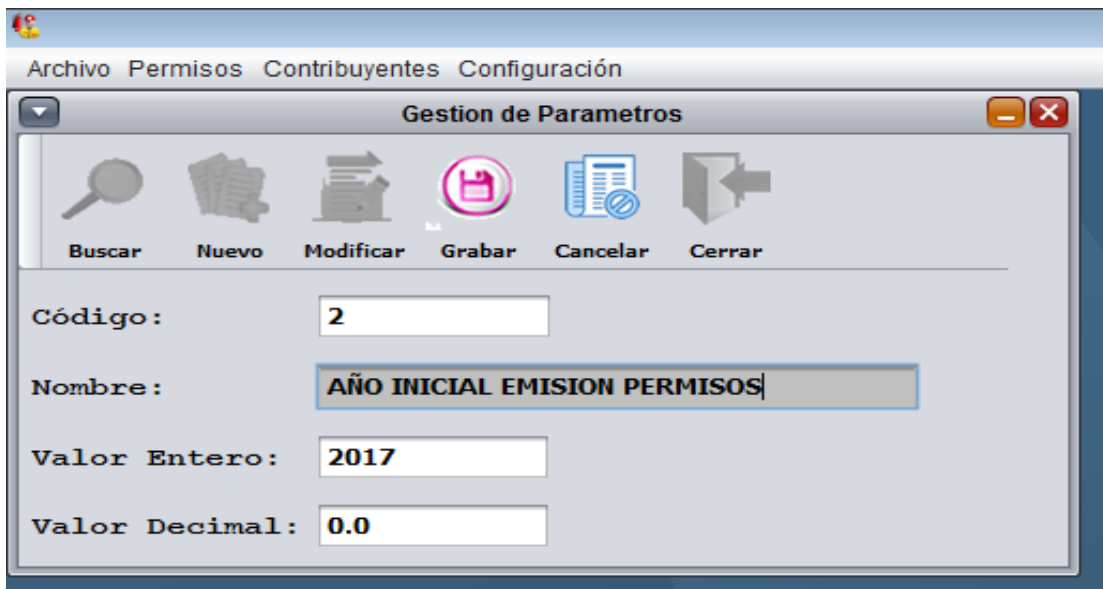 Archivo Permisos Contribuyentes Configuración
Gestion de Parametros
Buscar Nuevo Modificar Grabar Cancelar Cerrar
Código: 2
Nombre: AÑO INICIAL EMISION PERMISOS
Valor Entero: 2017
Valor Decimal: 0.0